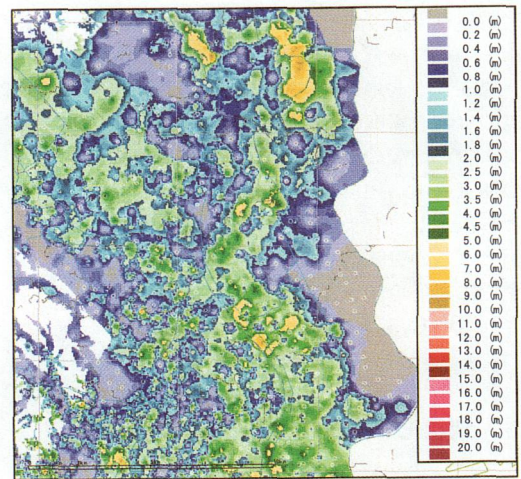 0.0 (m)
0.2 (m)
0.4 (m)
0.6 (m)
0.8 (m)
1.0 (m)
1.2 (m)
1.4 (m)
1.6 (m)
1.8 (m)
2.0 (m)
2.5 (m)
3.0 (m)
3.5 (m)
4.0 (m)
4.5 (m)
5.0 (m)
6.0 (m)
7.0 (m)
8.0 (m)
9.0 (m)
10.0 (m)
11.0 (m)
12.0 (m)
13.0 (m)
14.0 (m)
15.0 (m)
16.0 (m)
17.0 (m)
18.0 (m)
19.0 (m)
20.0 (m)